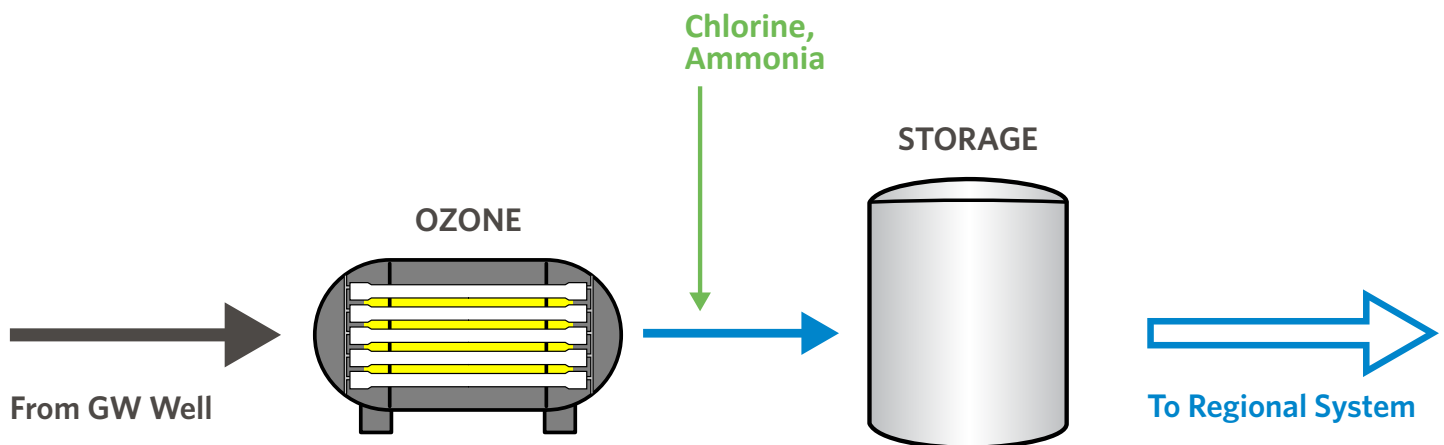 Chlorine,
Ammonia
STORAGE
OZONE
From GW Well
To Regional System